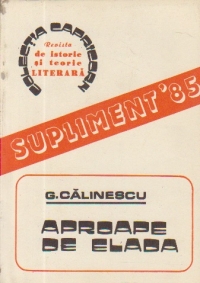 COLECȚIA CAPRICORN
Revista
de istorie
și teorie
LITERARĂ
SUPLIMENT '85
G.CĂLINESCU
APROAPE
DE ELADA